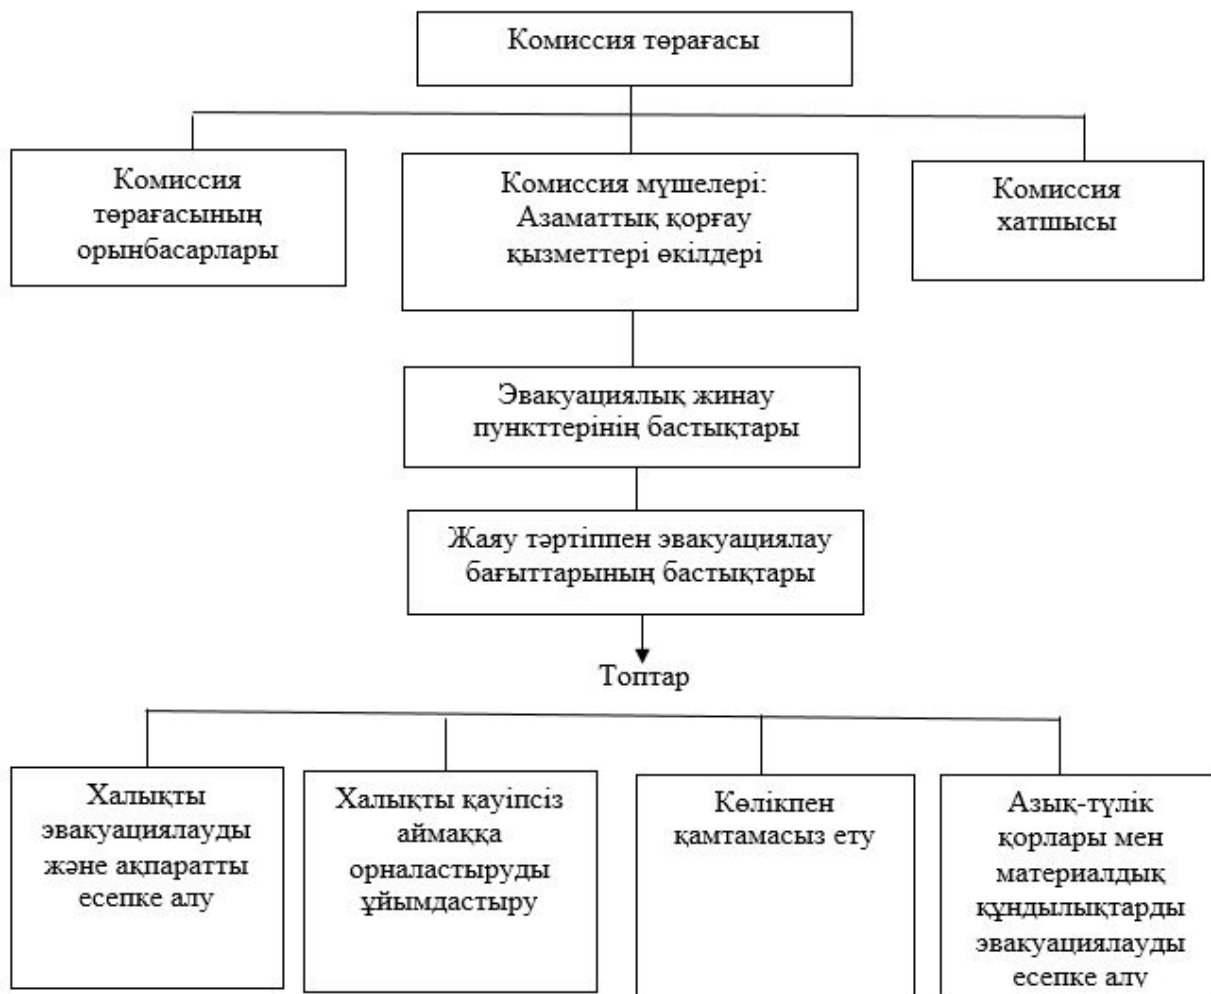 Комиссия төрағасы
Комиссия
төрағасының
орынбасарлары
Комиссия мүшелері:
Азаматтық қорғау
қызметтері өкілдері
Комиссия
хатшысы
Эвакуациялық жинау
пункттерінің бастықтары
Жаяу тәртіппен эвакуациялау
бағыттарының бастықтары
Топтар
Халықты
эвакуациялауды
және ақпаратты
есепке алу
Халықты қауіпсіз
аймаққа
орналастыруды
ұйымдастыру
Көлікпен
қамтамасыз ету
Азық-түлік
қорлары мен
материалдық
құндылықтарды
эвакуациялауды
есепке алу